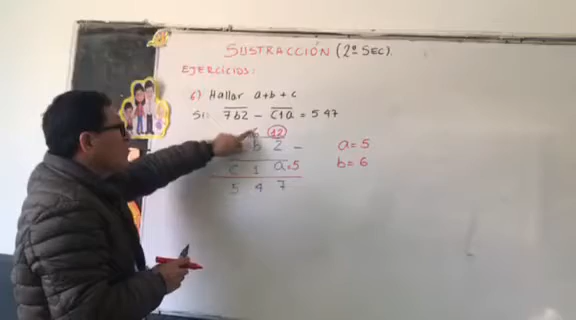 SUSTRACCIÓN (2º SEC).
EJERCICIOS:
6) Hallar a+b+c
Si: 7b2 - C1a = 547
6 12
b 2 - a=5
C 1 a=5 b=6
5 4 7